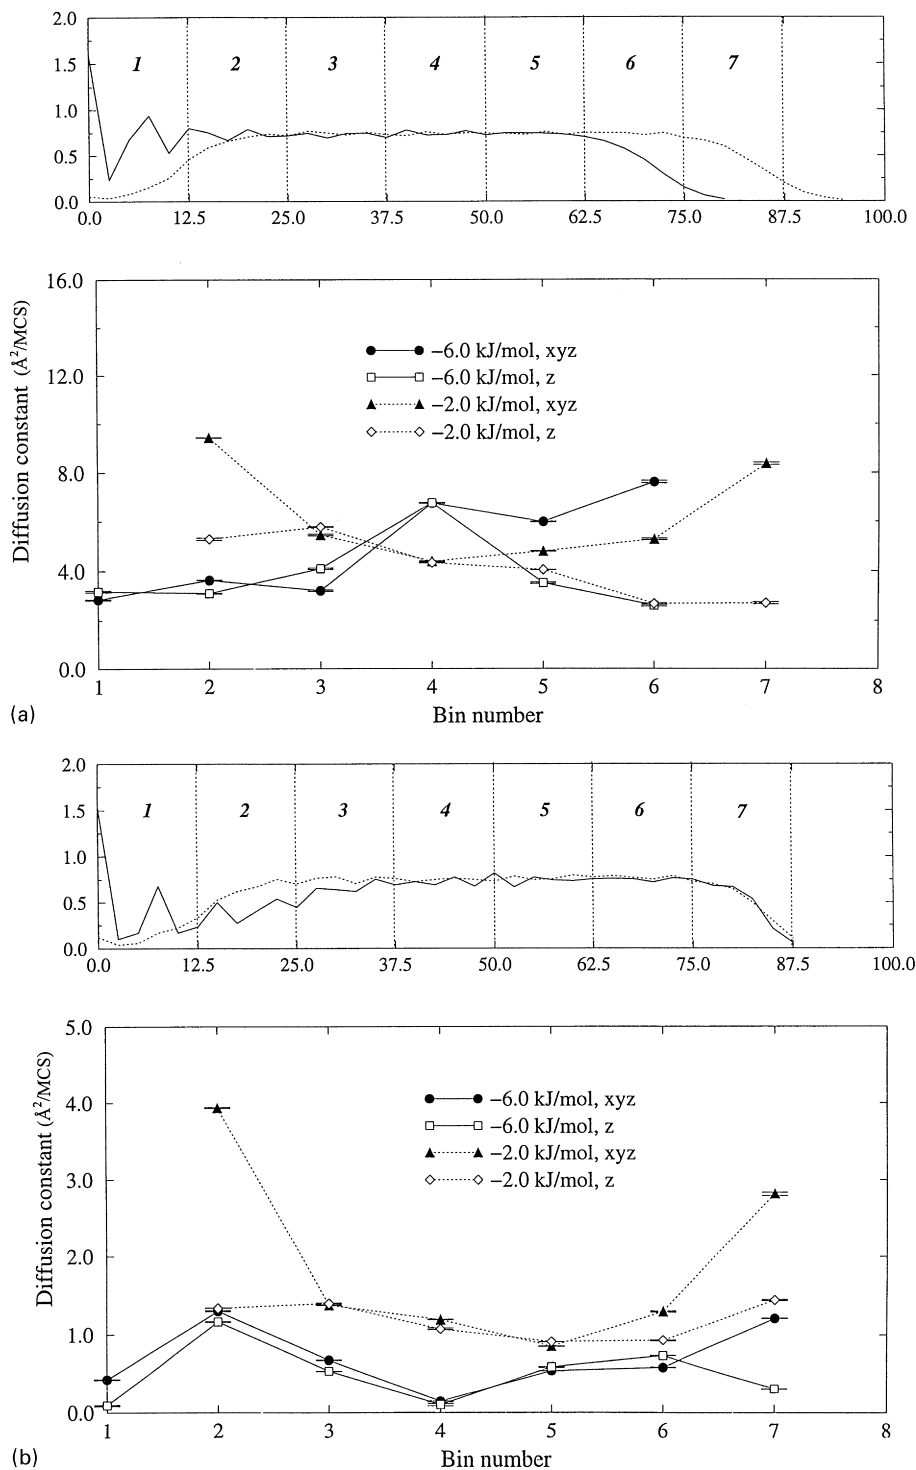 2.0
1.5
1.0
0.5
0.0
1 2 3 4 5 6 7
0.0 12.5 25.0 37.5 50.0 62.5 75.0 87.5 100.0
Diffusion constant (Å²/MCS)
16.0
12.0
8.0
4.0
0.0
–6.0 kJ/mol, xyz
–6.0 kJ/mol, z
–2.0 kJ/mol, xyz
–2.0 kJ/mol, z
1 2 3 4 5 6 7 8
(a)
Bin number
2.0
1.5
1.0
0.5
0.0
1 2 3 4 5 6 7
0.0 12.5 25.0 37.5 50.0 62.5 75.0 87.5 100.0
Diffusion constant (Å²/MCS)
5.0
4.0
3.0
2.0
1.0
0.0
–6.0 kJ/mol, xyz
–6.0 kJ/mol, z
–2.0 kJ/mol, xyz
–2.0 kJ/mol, z
1 2 3 4 5 6 7 8
(b)
Bin number